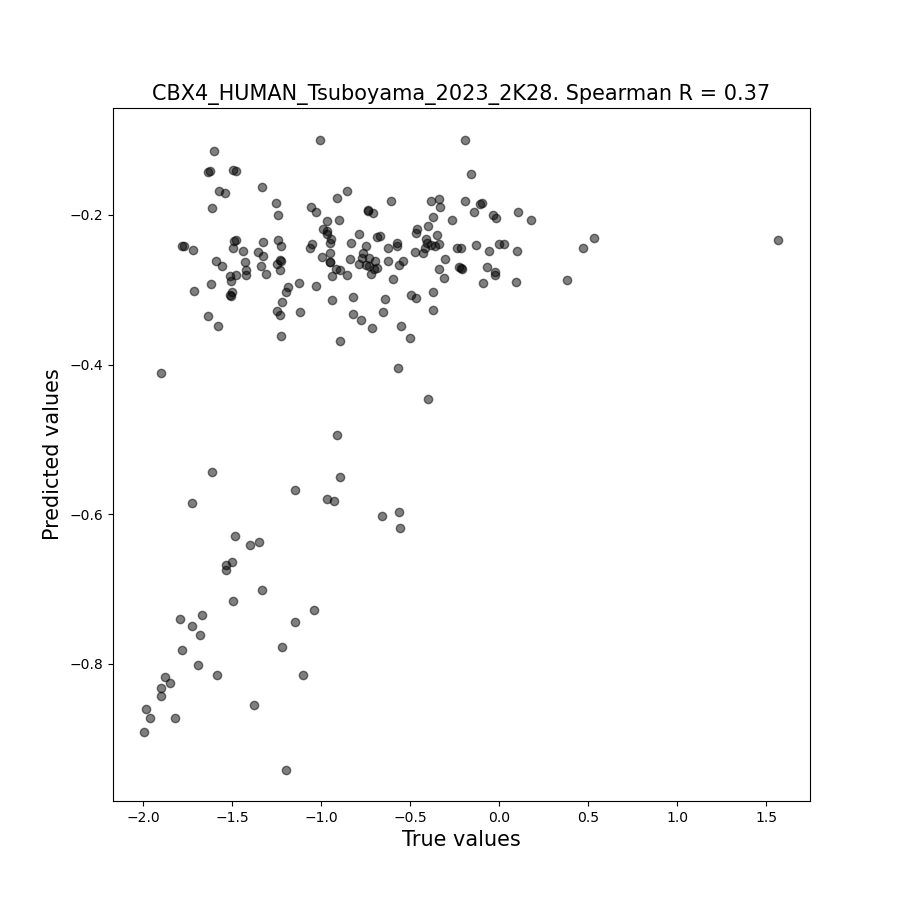 CBX4_HUMAN_Tsuboyama_2023_2K28. Spearman R = 0.37
−0.2
−0.4
−0.6
−0.8
Predicted values
−2.0 −1.5 −1.0 −0.5 0.0 0.5 1.0 1.5
True values